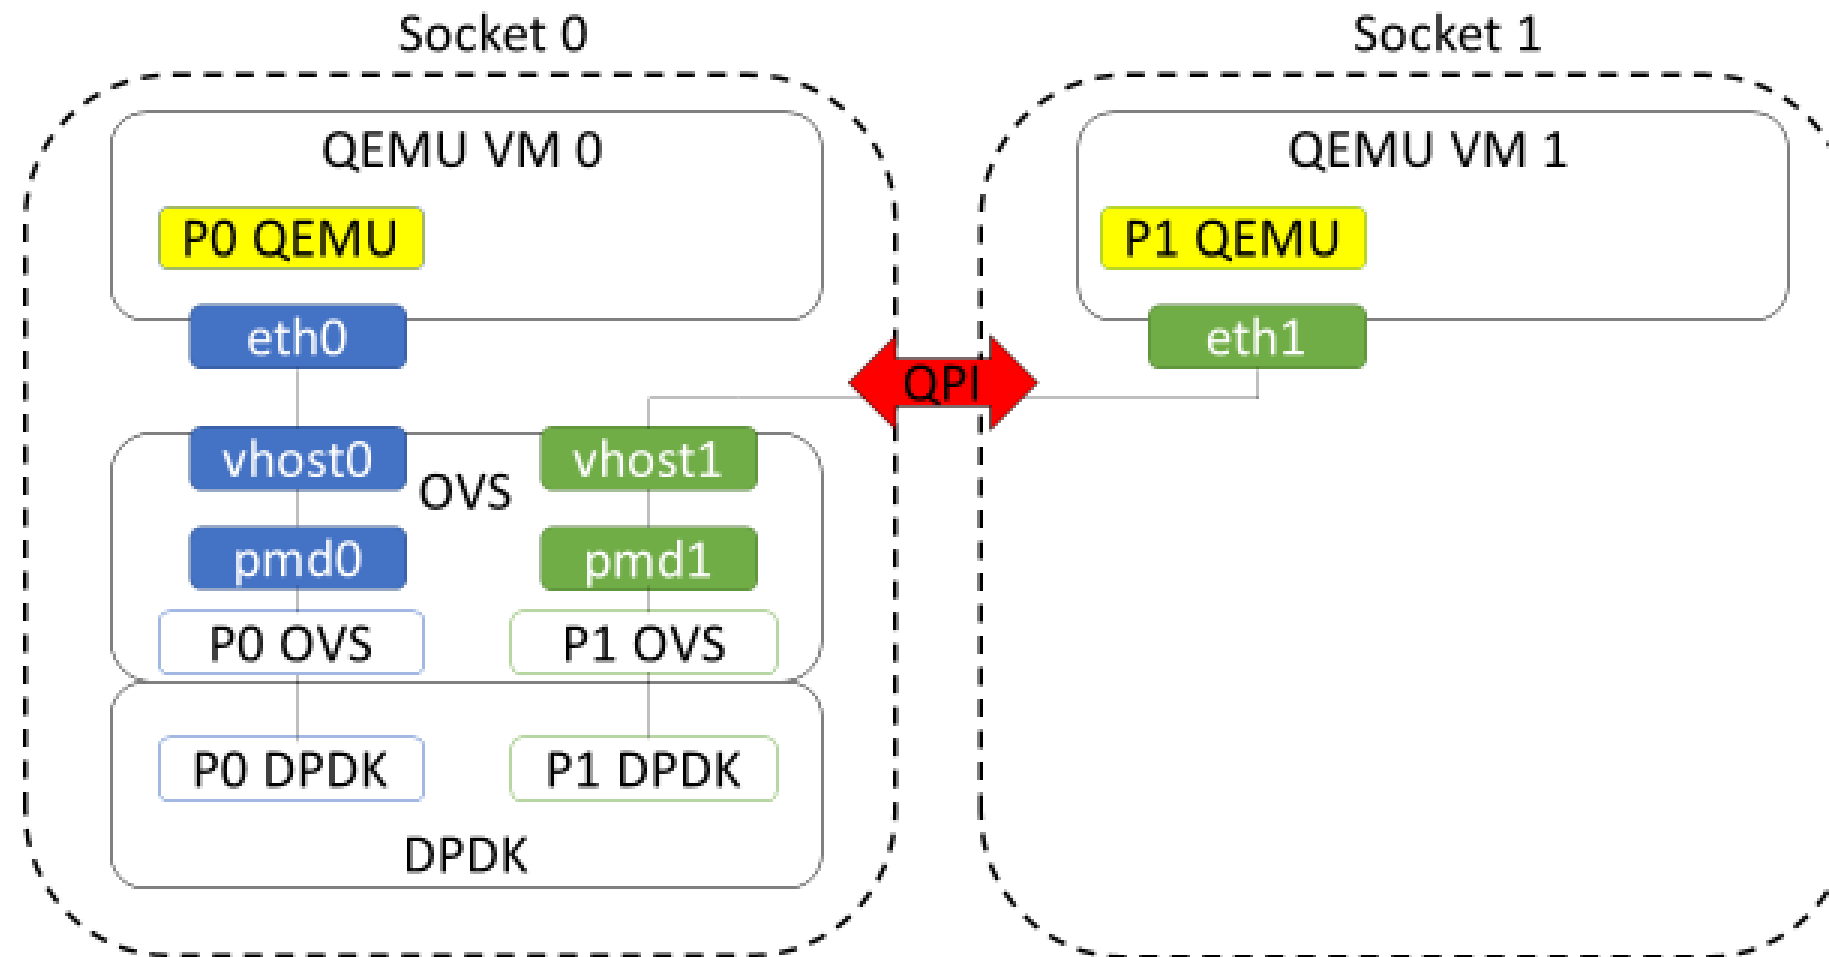 Socket 0
Socket 1
QEMU VM 0
QEMU VM 1
P0 QEMU
P1 QEMU
eth0
eth1
QPI
vhost0
OVS
vhost1
pmd0
pmd1
P0 OVS
P1 OVS
P0 DPDK
P1 DPDK
DPDK